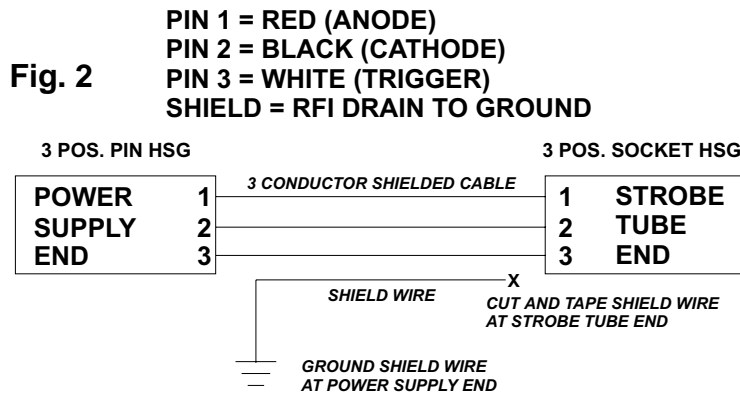 PIN 1 = RED (ANODE)
PIN 2 = BLACK (CATHODE)
Fig. 2
PIN 3 = WHITE (TRIGGER)
SHIELD = RFI DRAIN TO GROUND
3 POS. PIN HSG
3 POS. SOCKET HSG
3 CONDUCTOR SHIELDED CABLE
POWER 1
SUPPLY 2
END 3
1 STROBE
2 TUBE
3 END
X
SHIELD WIRE
CUT AND TAPE SHIELD WIRE
AT STROBE TUBE END
GROUND SHIELD WIRE
AT POWER SUPPLY END